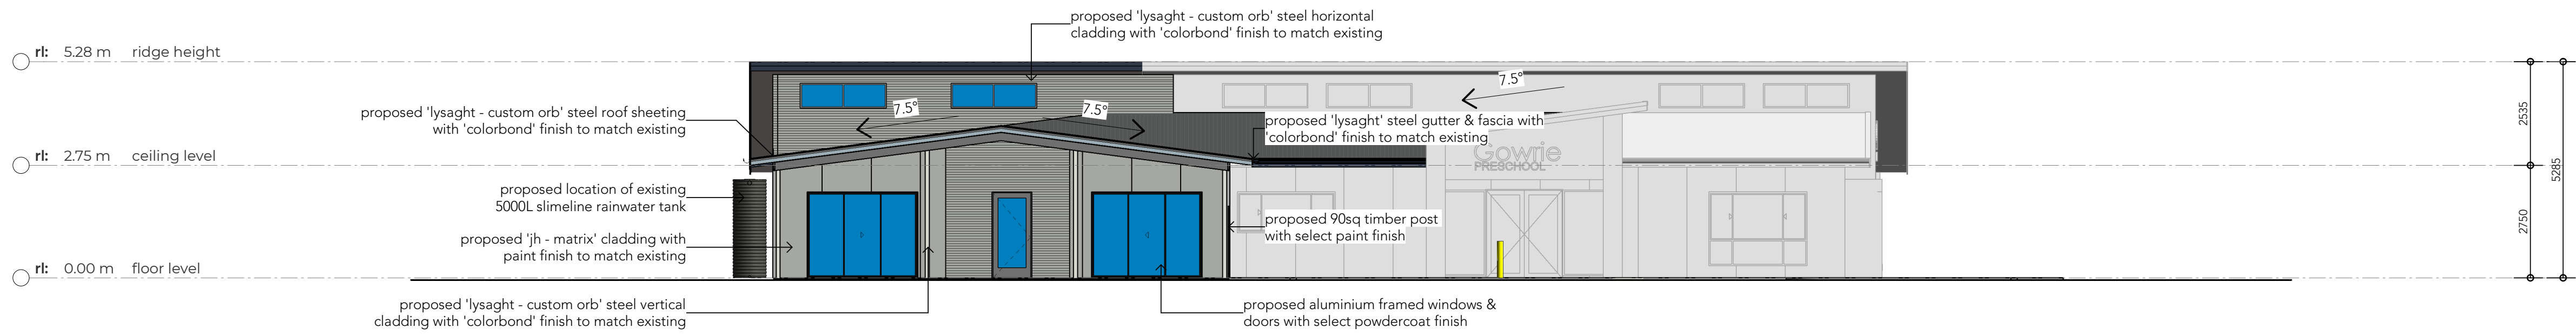 proposed 'lysaght - custom orb' steel horizontal
cladding with 'colorbond' finish to match existing
rl: 5.28 m ridge height
7.5°
7.5°
7.5°
proposed 'lysaght - custom orb' steel roof sheeting
with 'colorbond' finish to match existing
proposed 'lysaght' steel gutter & fascia with
'colorbond' finish to match existing
2535
rl: 2.75 m ceiling level
Gowrie
PRESCHOOL
5285
proposed location of existing
5000L slimeline rainwater tank
proposed 90sq timber post
with select paint finish
2750
proposed 'jh - matrix' cladding with
paint finish to match existing
rl: 0.00 m floor level
proposed 'lysaght - custom orb' steel vertical
cladding with 'colorbond' finish to match existing
proposed aluminium framed windows &
doors with select powdercoat finish